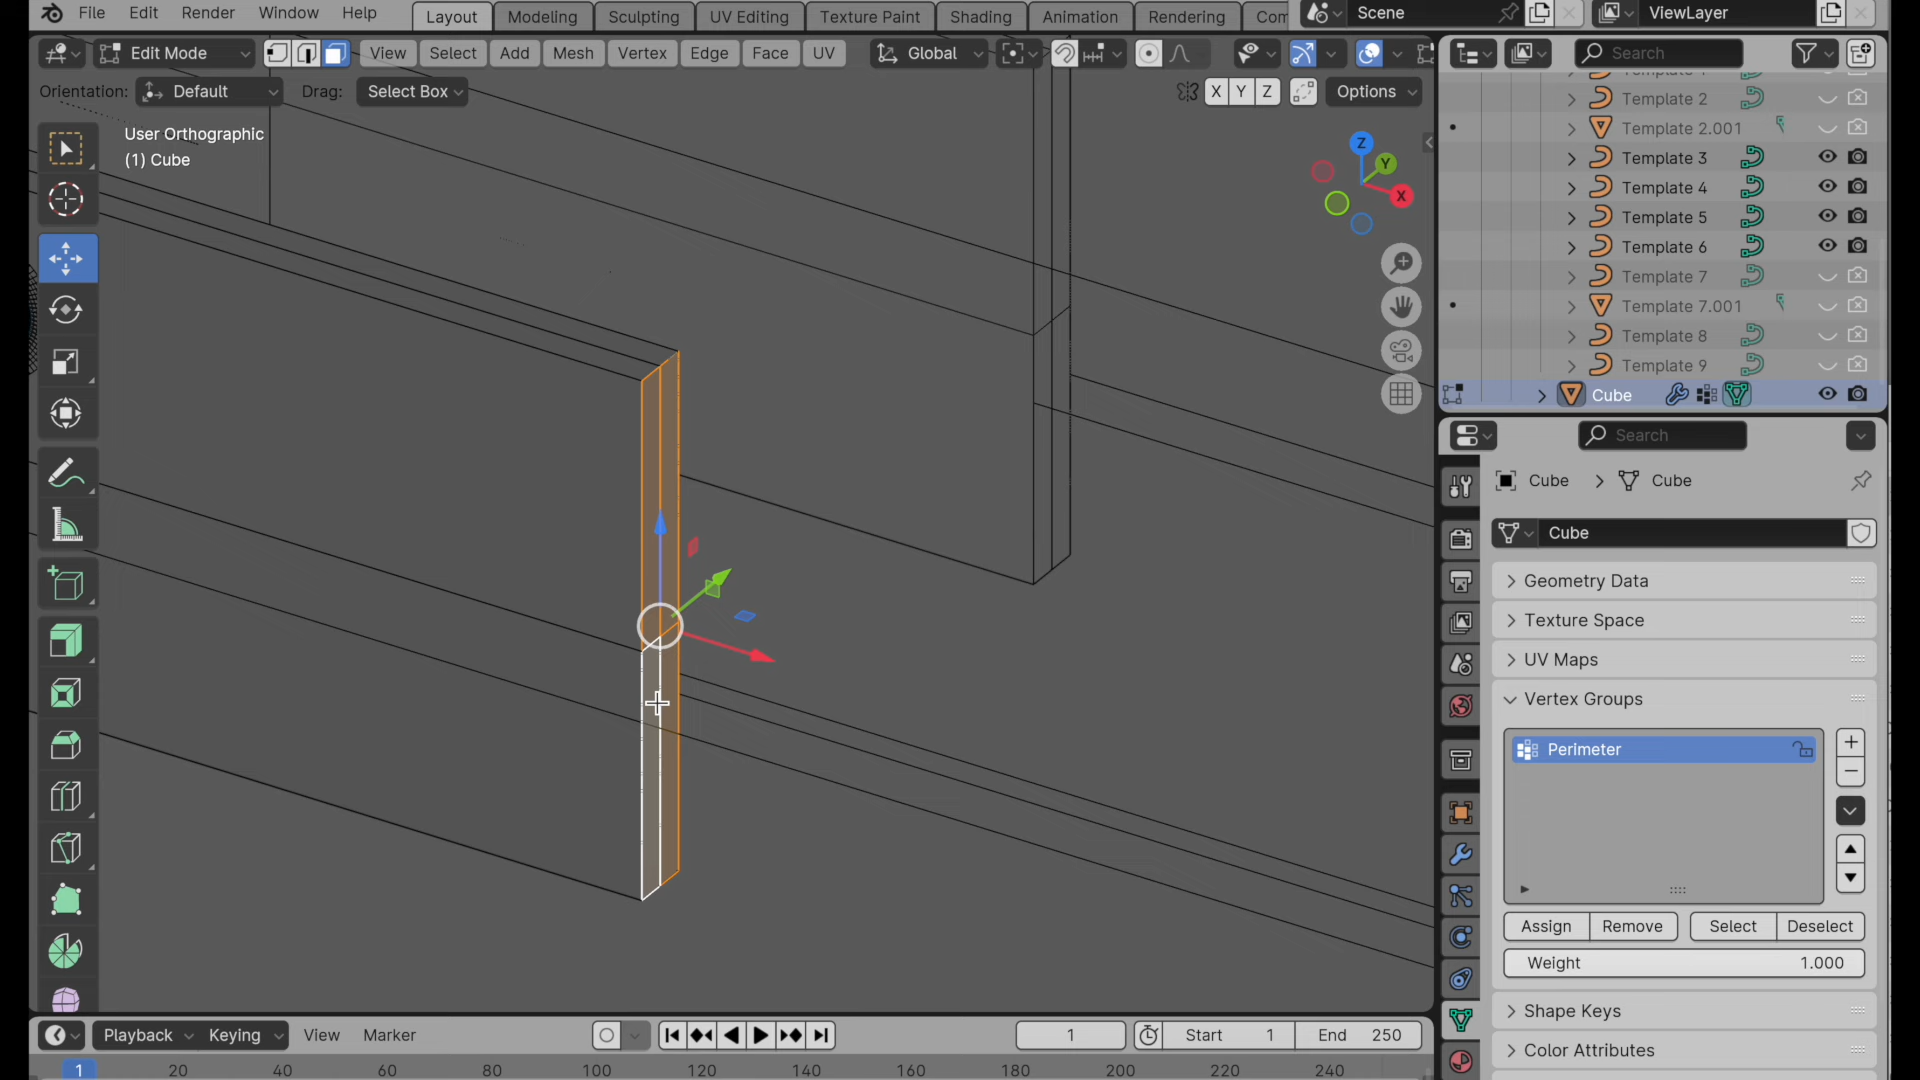 File Edit Render Window Help Layout Modeling Sculpting UV Editing Texture Paint Shading Animation Rendering Com Scene ViewLayer
Edit Mode View Select Add Mesh Vertex Edge Face UV Global Search
Orientation: Default Drag: Select Box X Y Z Options
User Orthographic
(1) Cube
Z
Y
X
Template 2
Template 2.001
Template 3
Template 4
Template 5
Template 6
Template 7
Template 7.001
Template 8
Template 9
Cube
Search
Cube > Cube
Cube
Geometry Data
Texture Space
UV Maps
Vertex Groups
Perimeter
Assign Remove Select Deselect
Weight 1.000
Shape Keys
Color Attributes
Playback Keying View Marker 1 Start 1 End 250
1 20 40 60 80 100 120 140 160 180 200 220 240